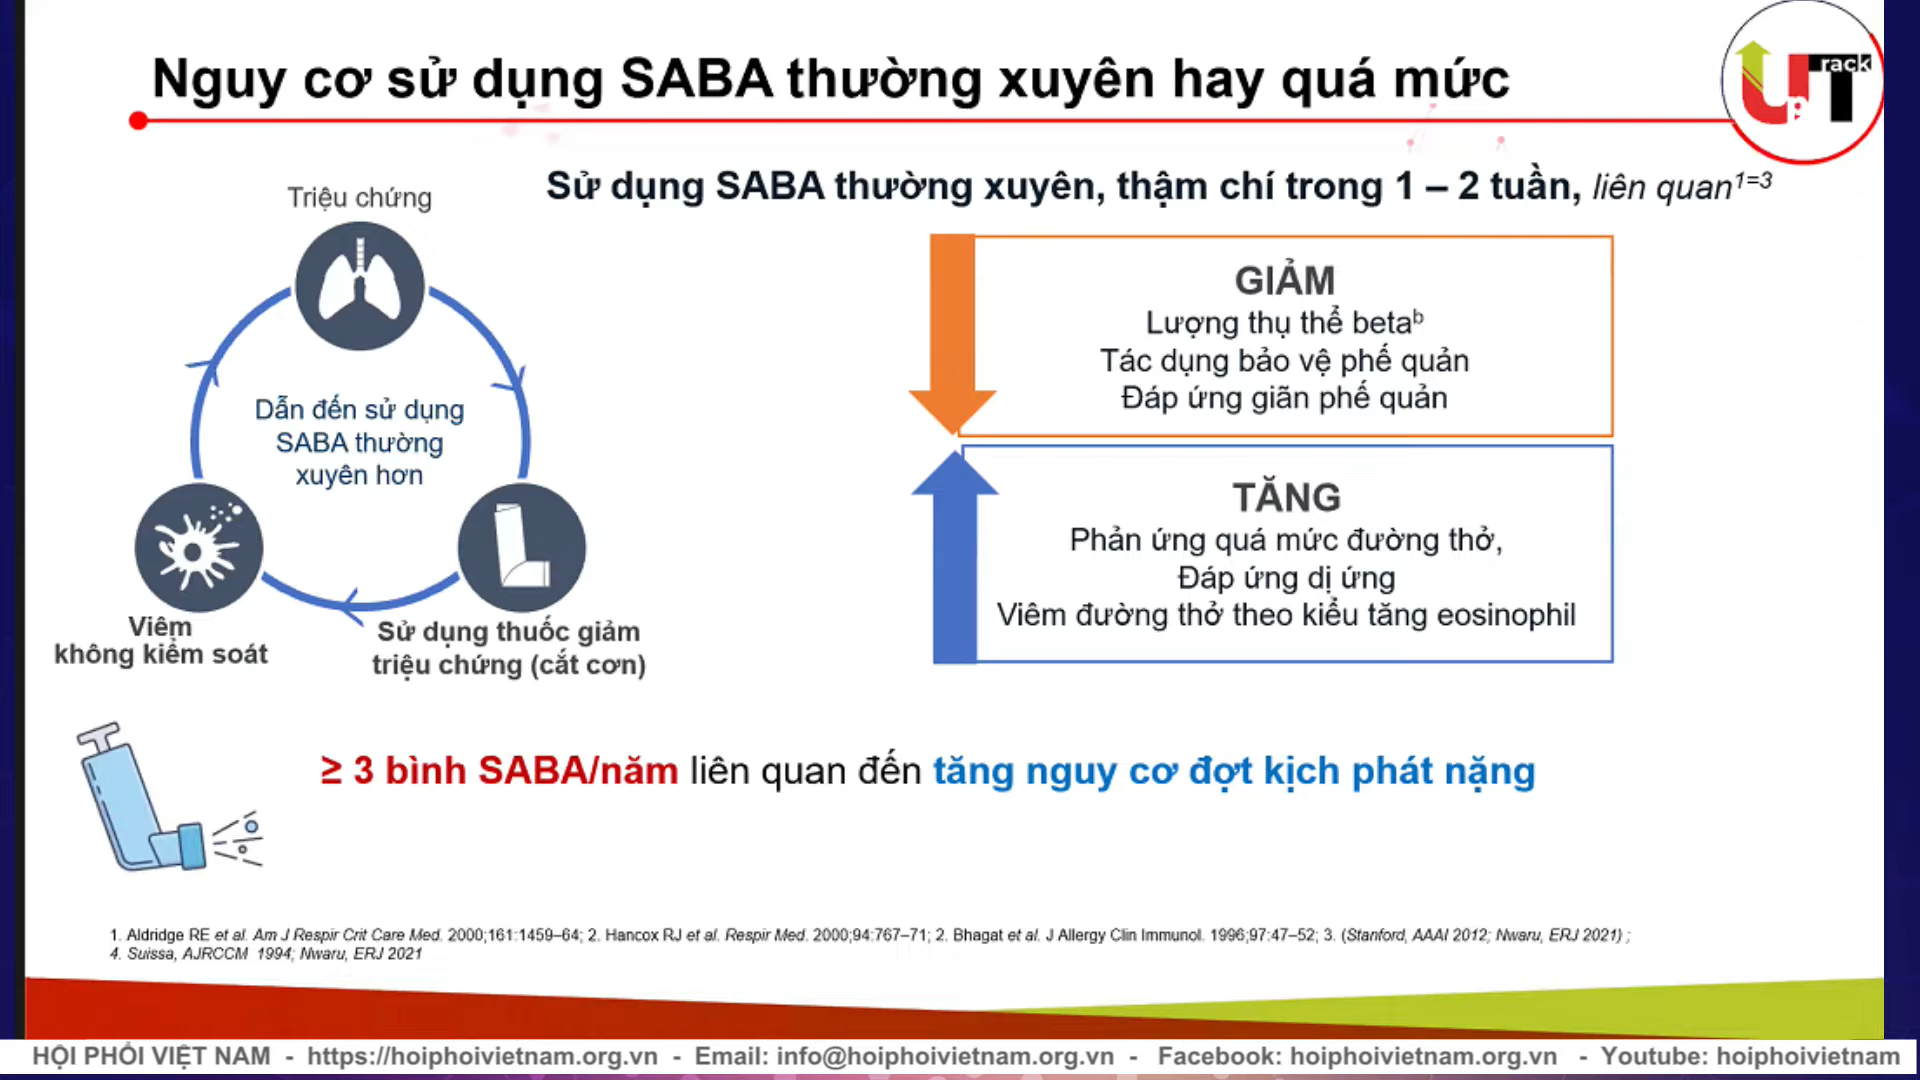 Nguy cơ sử dụng SABA thường xuyên hay quá mức
UpT
rack
Sử dụng SABA thường xuyên, thậm chí trong 1 – 2 tuần, liên quan1=3
Triệu chứng
Dẫn đến sử dụng
SABA thường
xuyên hơn
Viêm
không kiểm soát
Sử dụng thuốc giảm
triệu chứng (cắt cơn)
GIẢM
Lượng thụ thể betab
Tác dụng bảo vệ phế quản
Đáp ứng giãn phế quản
TĂNG
Phản ứng quá mức đường thở,
Đáp ứng dị ứng
Viêm đường thở theo kiểu tăng eosinophil
≥ 3 bình SABA/năm liên quan đến tăng nguy cơ đợt kịch phát nặng
1. Aldridge RE et al. Am J Respir Crit Care Med. 2000;161:1459–64; 2. Hancox RJ et al. Respir Med. 2000;94:767–71; 2. Bhagat et al. J Allergy Clin Immunol. 1996;97:47–52; 3. (Stanford, AAAI 2012; Nwaru, ERJ 2021) ;
4. Suissa, AJRCCM 1994; Nwaru, ERJ 2021
HỘI PHỔI VIỆT NAM - https://hoiphoivietnam.org.vn - Email: info@hoiphoivietnam.org.vn - Facebook: hoiphoivietnam.org.vn - Youtube: hoiphoivietnam